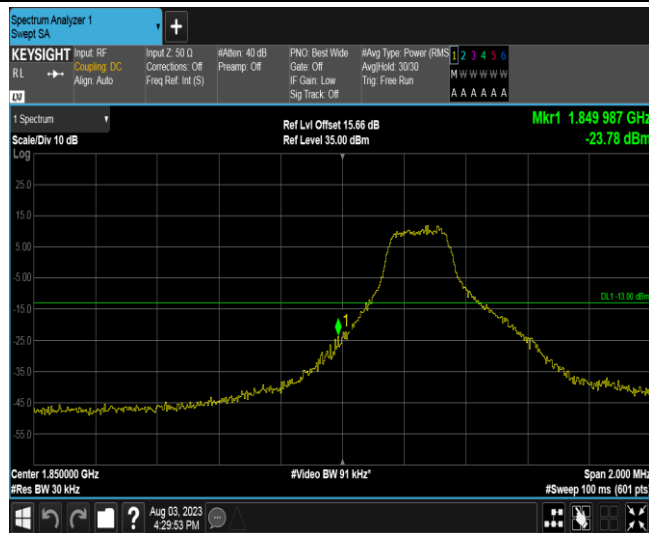 Spectrum Analyzer 1
Swept SA
+
KEYSIGHT
RL
LXI
Input: RF
Coupling: DC
Align: Auto
Input Z: 50 Ω
Corrections: Off
Freq Ref: Int (S)
#Atten: 40 dB
Preamp: Off
PNO: Best Wide
Gate: Off
IF Gain: Low
Sig Track: Off
#Avg Type: Power (RMS
Avg|Hold: 30/30
Trig: Free Run
1 2 3 4 5 6
M W W W W W
A A A A A A
1 Spectrum
Scale/Div 10 dB
Ref Lvl Offset 15.66 dB
Ref Level 35.00 dBm
Mkr1 1.849 987 GHz
-23.78 dBm
Log
25.0
15.0
5.00
-5.00
DL1 -13.00 dBm
-15.0
1
-25.0
-35.0
-45.0
-55.0
Center 1.850000 GHz
#Video BW 91 kHz*
Span 2.000 MHz
#Res BW 30 kHz
#Sweep 100 ms (601 pts)
?
Aug 03, 2023
4:29:53 PM